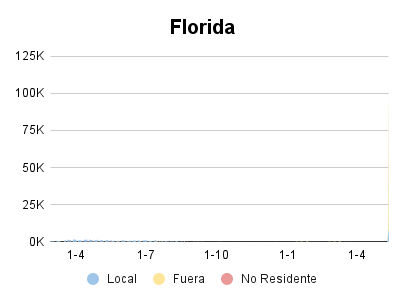 Florida
125K
100K
75K
50K
25K
0K
1-4 1-7 1-10 1-1 1-4
Local Fuera No Residente